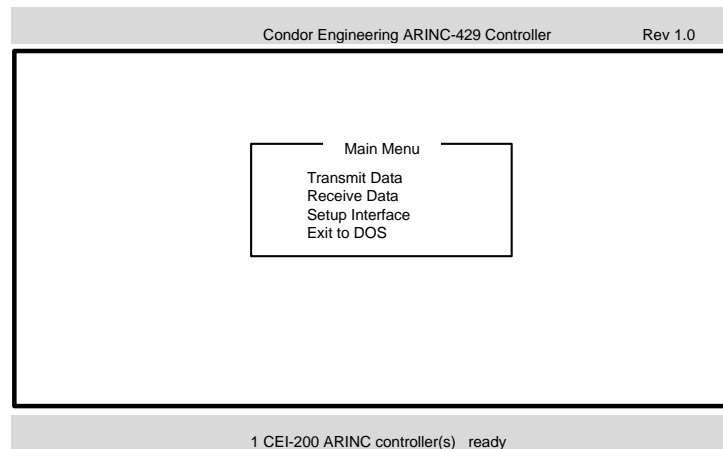 Condor Engineering ARINC-429 Controller Rev 1.0
Main Menu
Transmit Data
Receive Data
Setup Interface
Exit to DOS
1 CEI-200 ARINC controller(s) ready